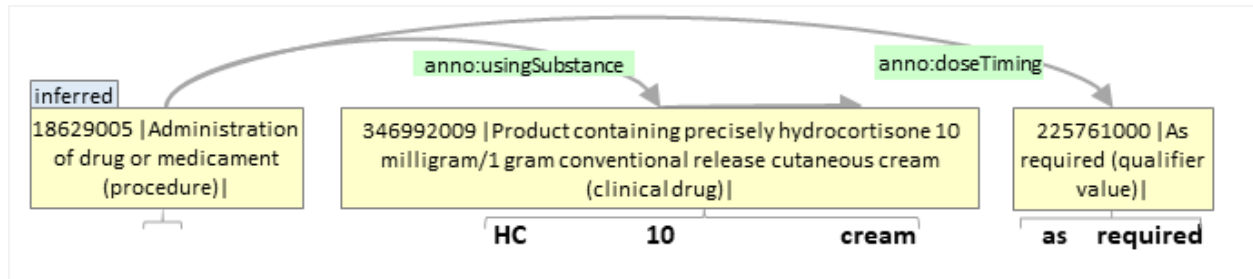 anno:usingSubstance
anno:doseTiming
inferred
18629005 |Administration
of drug or medicament
(procedure)|
346992009 |Product containing precisely hydrocortisone 10
milligram/1 gram conventional release cutaneous cream
(clinical drug)|
225761000 |As
required (qualifier
value)|
HC 10 cream
as required